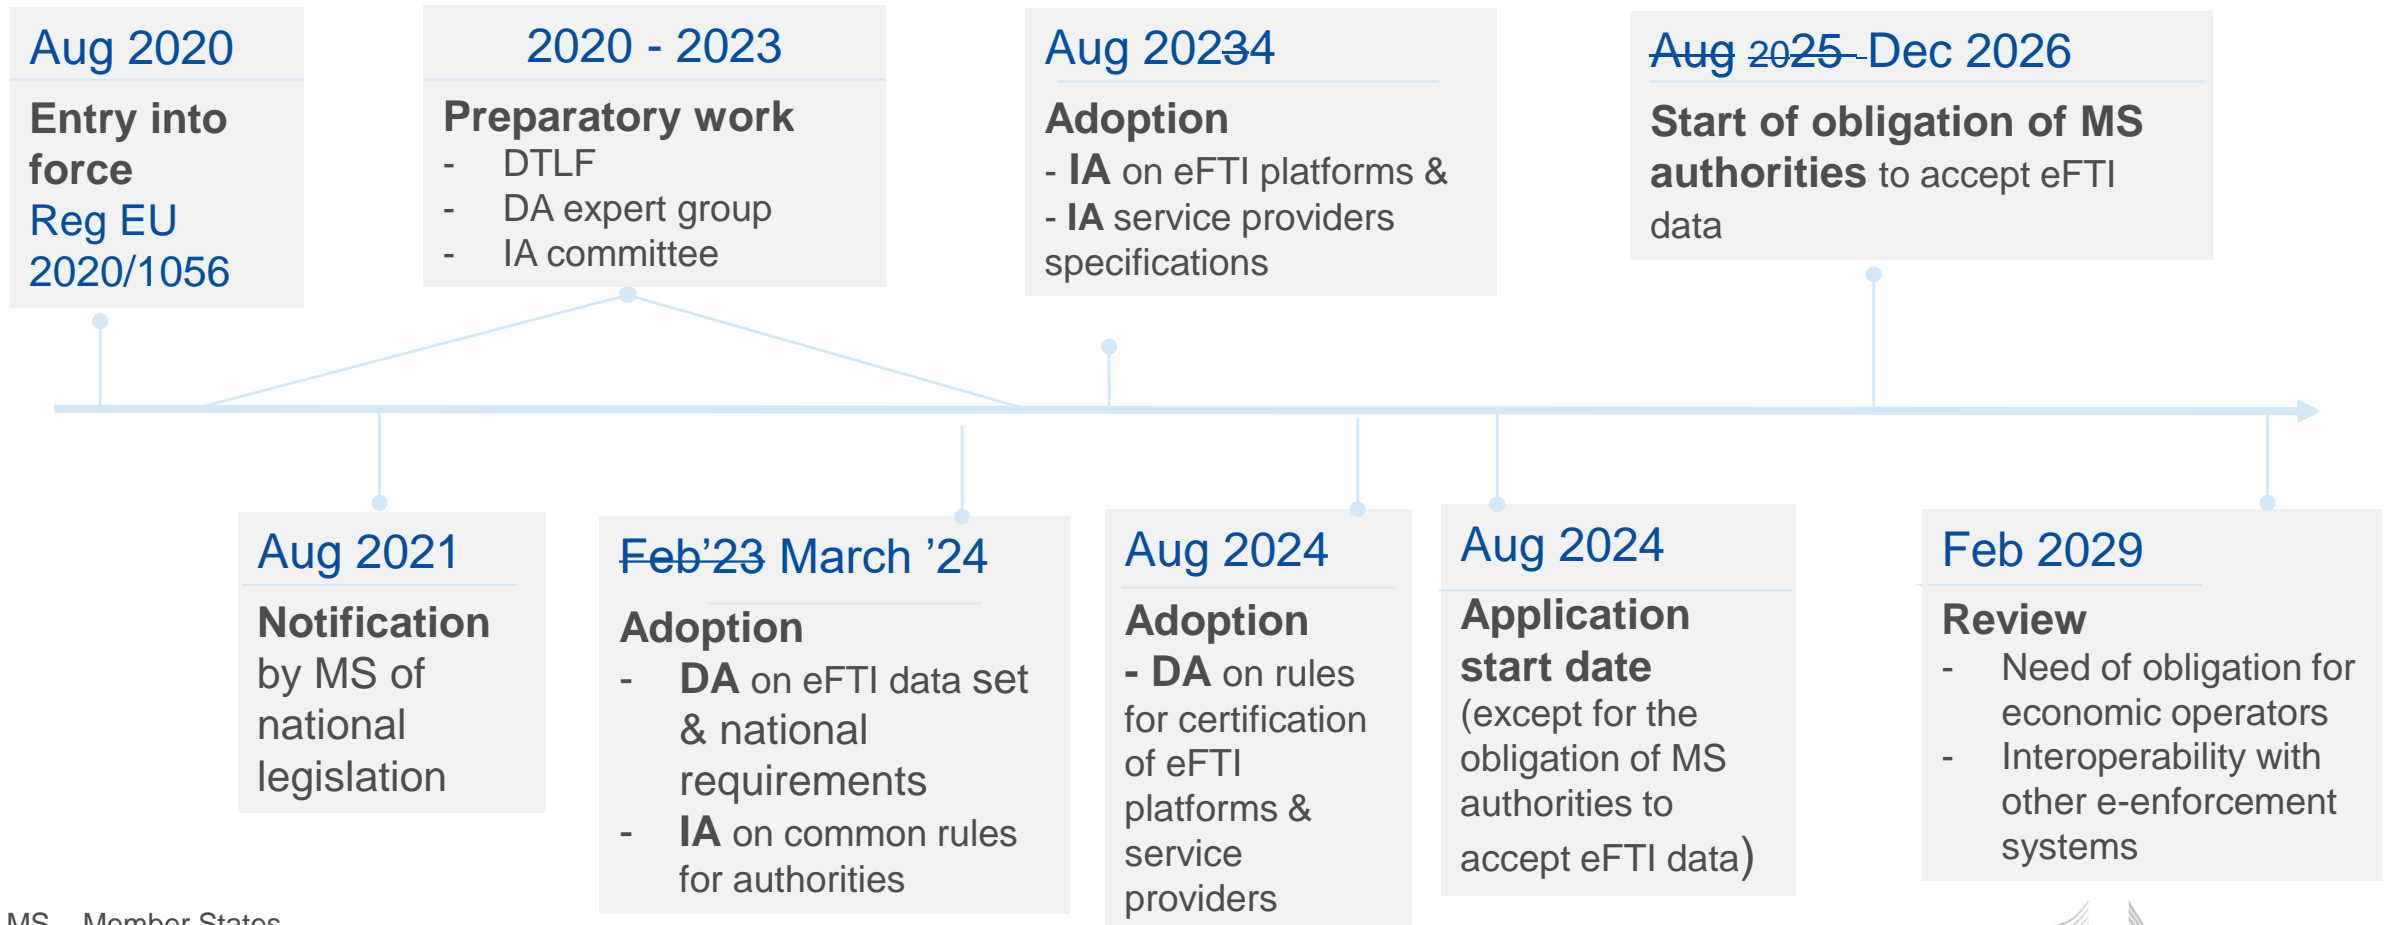 Aug 2020
Entry into
force
Reg EU
2020/1056
2020 - 2023
Preparatory work
- DTLF
- DA expert group
- IA committee
Aug 20234
Adoption
- IA on eFTI platforms &
- IA service providers
specifications
Aug 2025 Dec 2026
Start of obligation of MS
authorities to accept eFTI
data
Aug 2021
Notification
by MS of
national
legislation
Feb’23 March ’24
Adoption
- DA on eFTI data set
& national
requirements
- IA on common rules
for authorities
Aug 2024
Adoption
- DA on rules
for certification
of eFTI
platforms &
service
providers
Aug 2024
Application
start date
(except for the
obligation of MS
authorities to
accept eFTI data)
Feb 2029
Review
- Need of obligation for
economic operators
- Interoperability with
other e-enforcement
systems
MS Member States